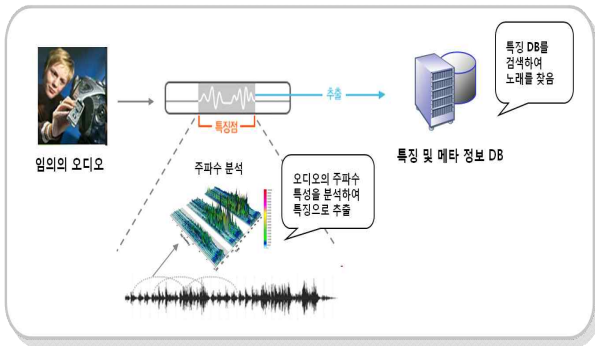 특징 DB를
검색하여
노래를 찾음
추출
특징점
임의의 오디오
특징 및 메타 정보 DB
주파수 분석
오디오의 주파수
특성을 분석하여
특징으로 추출